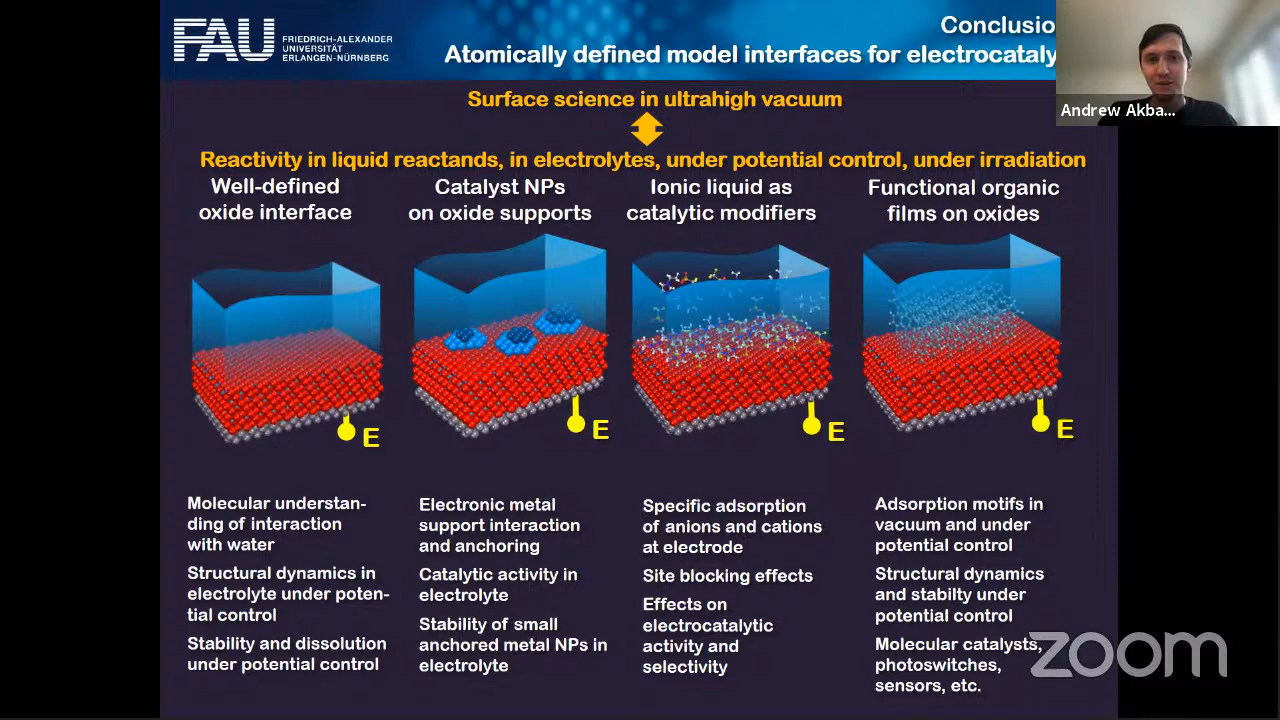 FAU
FRIEDRICH-ALEXANDER
UNIVERSITÄT
ERLANGEN-NÜRNBERG
Conclusio
Atomically defined model interfaces for electrocataly
Andrew Akba...
Surface science in ultrahigh vacuum
Reactivity in liquid reactants, in electrolytes, under potential control, under irradiation
Well-defined
oxide interface
E
Molecular understan-
ding of interaction
with water
Structural dynamics in
electrolyte under poten-
tial control
Stability and dissolution
under potential control
Catalyst NPs
on oxide supports
E
Electronic metal
support interaction
and anchoring
Catalytic activity in
electrolyte
Stability of small
anchored metal NPs in
electrolyte
Ionic liquid as
catalytic modifiers
E
Specific adsorption
of anions and cations
at electrode
Site blocking effects
Effects on
electrocatalytic
activity and
selectivity
Functional organic
films on oxides
E
Adsorption motifs in
vacuum and under
potential control
Structural dynamics
and stabilty under
potential control
Molecular catalysts,
photoswitches,
sensors, etc.
zoom